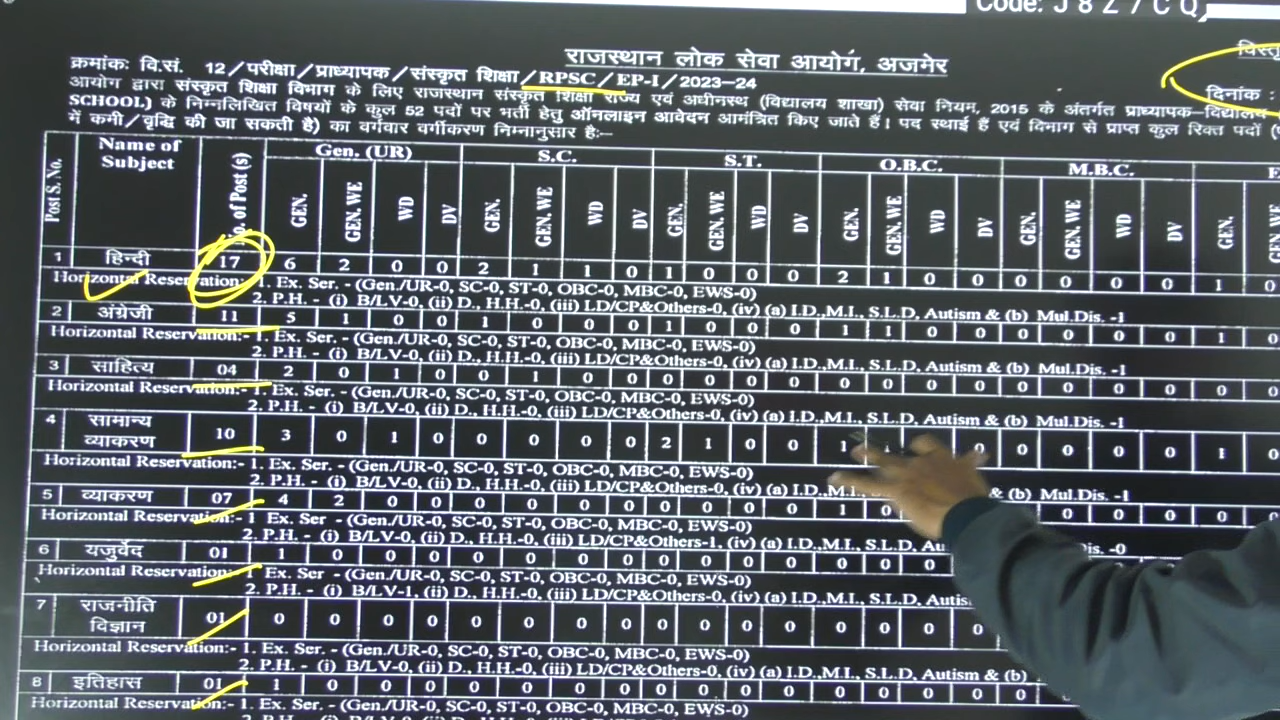 Code: J 8 Z 7 C Q
राजस्थान लोक सेवा आयोग, अजमेर
क्रमांकः वि.सं. 12/परीक्षा/प्राध्यापक/संस्कृत शिक्षा/RPSC/EP-I/2023-24
दिनांक :
आयोग द्वारा संस्कृत शिक्षा विभाग के लिए राजस्थान संस्कृत शिक्षा राज्य एवं अधीनस्थ (विद्यालय शाखा) सेवा नियम, 2015 के अंतर्गत प्राध्यापक–विद्यालय
SCHOOL) के निम्नलिखित विषयों के कुल 52 पदों पर भर्ती हेतु ऑनलाइन आवेदन आमंत्रित किए जाते हैं। पद स्थाई हैं एवं
से प्राप्त कुल रिक्त पदों
में कमी/वृद्धि की जा सकती है) का वर्गवार वर्गीकरण निम्नानुसार हैः–
Post S. No. Name of Subject No. of Post (s) Gen. (UR) S.C. S.T. O.B.C. M.B.C. E
GEN. GEN. WE WD DV GEN. GEN. WE WD DV GEN. GEN. WE WD DV GEN. GEN. WE WD DV GEN. GEN. WE WD DV GEN. GEN. WE
1 हिन्दी 17 6 2 0 0 2 1 1 0 1 0 0 0 2 1 0 0 0 0 0 0 1 0
Horizontal Reservation:- 1. Ex. Ser. - (Gen./UR-0, SC-0, ST-0, OBC-0, MBC-0, EWS-0)
2. P.H. - (i) B/LV-0, (ii) D., H.H.-0, (iii) LD/CP&Others-0, (iv) (a) I.D.,M.I., S.L.D, Autism & (b) Mul.Dis. -1
2 अंग्रेजी 11 5 1 0 0 1 0 0 0 1 0 0 0 1 1 0 0 0 0 0 0 1 0
Horizontal Reservation:- 1. Ex. Ser. - (Gen./UR-0, SC-0, ST-0, OBC-0, MBC-0, EWS-0)
2. P.H. - (i) B/LV-0, (ii) D., H.H.-0, (iii) LD/CP&Others-0, (iv) (a) I.D.,M.I., S.L.D, Autism & (b) Mul.Dis. -1
3 साहित्य 04 2 0 1 0 0 1 0 0 0 0 0 0 0 0 0 0 0 0 0 0 0 0
Horizontal Reservation:- 1. Ex. Ser. - (Gen./UR-0, SC-0, ST-0, OBC-0, MBC-0, EWS-0)
2. P.H. - (i) B/LV-0, (ii) D., H.H.-0, (iii) LD/CP&Others-0, (iv) (a) I.D.,M.I., S.L.D, Autism & (b) Mul.Dis. -1
4 सामान्य व्याकरण 10 3 0 1 0 0 0 0 0 2 1 0 0 1 0 0 0 0 0 0 1 0
Horizontal Reservation:- 1. Ex. Ser. - (Gen./UR-0, SC-0, ST-0, OBC-0, MBC-0, EWS-0)
2. P.H. - (i) B/LV-0, (ii) D., H.H.-0, (iii) LD/CP&Others-0, (iv) (a) I.D.,M.I., & (b) Mul.Dis. -1
5 व्याकरण 07 4 2 0 0 0 0 0 0 0 0 0 0 1 0 0 0 0 0 0
Horizontal Reservation:- 1 Ex. Ser - (Gen./UR-0, SC-0, ST-0, OBC-0, MBC-0, EWS-0)
2. P.H. - (i) B/LV-0, (ii) D., H.H.-0, (iii) LD/CP&Others-1, (iv) (a) I.D.,M.I., S.L.D, Dis. -0
6 यजुर्वेद 01 1 0 0 0 0 0 0 0 0 0 0 0 0 0 0
Horizontal Reservation:- 1 Ex. Ser - (Gen./UR-0, SC-0, ST-0, OBC-0, MBC-0, EWS-0)
2. P.H. - (i) B/LV-1, (ii) D., H.H.-0, (iii) LD/CP&Others-0, (iv) (a) I.D.,M.I., S.L.D,
7 राजनीति विज्ञान 01 0 0 0 0 0 0 0 0 0 0 0 0 0 0 0 0
Horizontal Reservation:- 1. Ex. Ser. - (Gen./UR-0, SC-0, ST-0, OBC-0, MBC-0, EWS-0)
2. P.H. - (i) B/LV-0, (ii) D., H.H.-0, (iii) LD/CP&Others-0, (iv) (a) I.D.,M.I., S.L.D, Autism & (b)
8 इतिहास 01 1 0 0 0 0 0 0 0 0 0 0 0 0 0 0 0 0 0 0 0 0 0
Horizontal Reservation:- 1. Ex. Ser. - (Gen./UR-0, SC-0, ST-0, OBC-0, MBC-0, EWS-0)